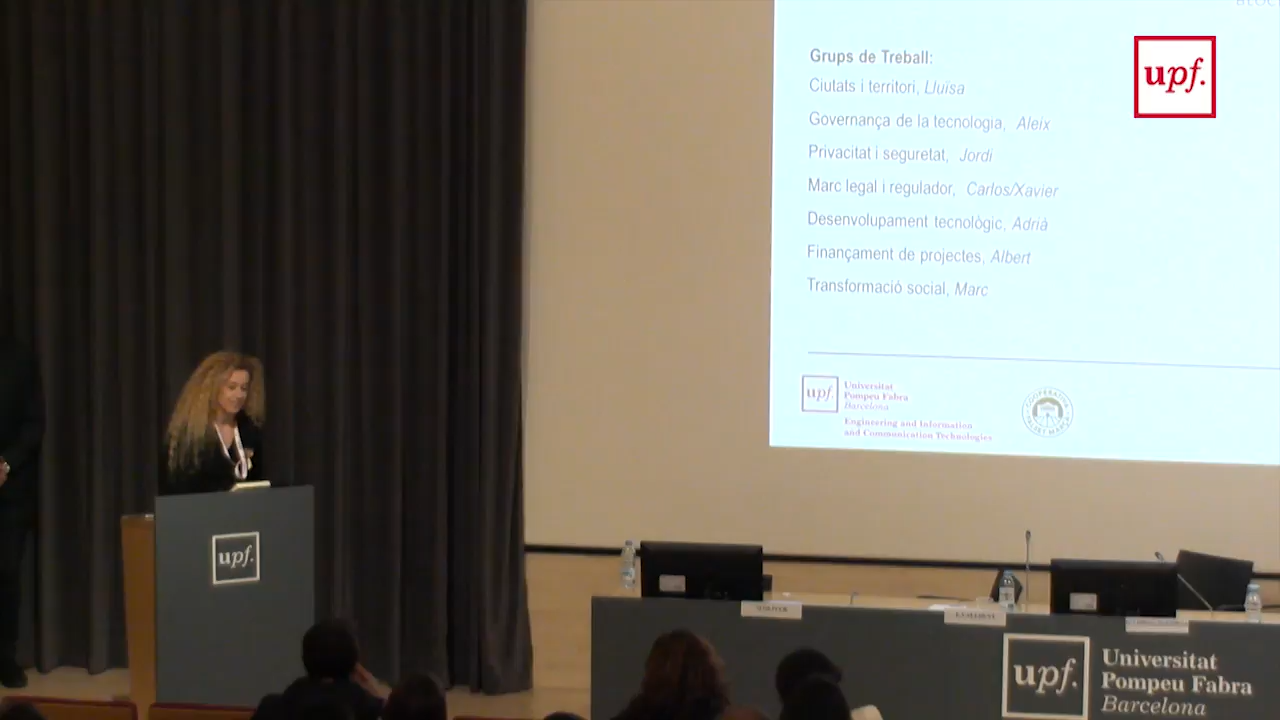 Grups de Treball:
Ciutats i territori, Lluïsa
Governança de la tecnologia, Aleix
Privacitat i seguretat, Jordi
Marc legal i regulador, Carlos/Xavier
Desenvolupament tecnològic, Adrià
Finançament de projectes, Albert
Transformació social, Marc
upf.
upf.
Universitat
Pompeu Fabra
Barcelona
Engineering and Information
and Communication Technologies
upf.
upf.
Universitat
Pompeu Fabra
Barcelona